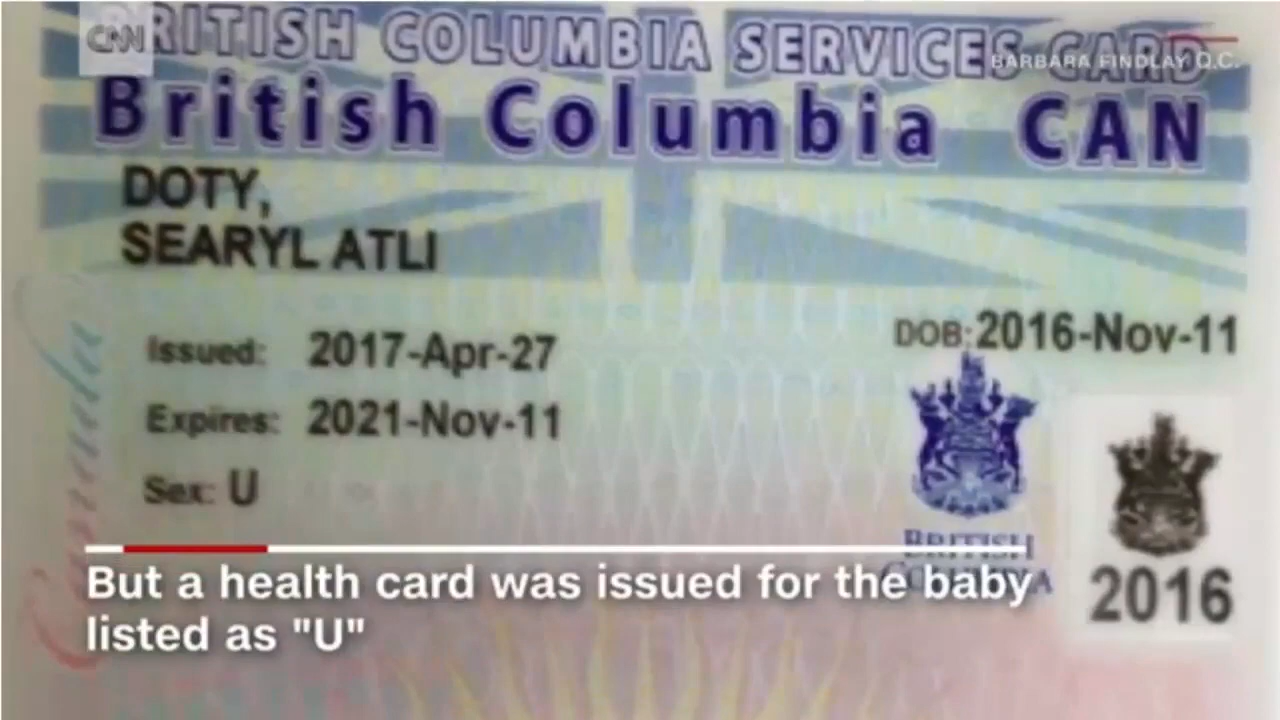 CNN
BRITISH COLUMBIA SERVICES CARD
BARBARA FINDLAY Q.C.
British Columbia CAN
DOTY,
SEARYL ATLI
Issued: 2017-Apr-27
DOB:2016-Nov-11
Expires: 2021-Nov-11
Sex: U
Canada
BRITISH
COLUMBIA
2016
But a health card was issued for the baby
listed as "U"